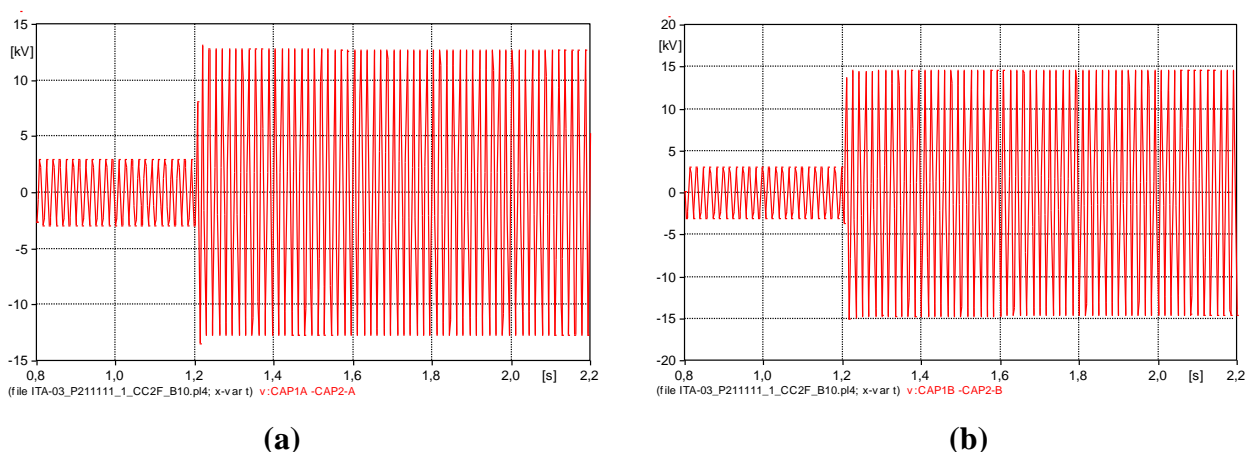 15
[kV]
10
5
0
-5
-10
-15
0,8 1,0 1,2 1,4 1,6 1,8 2,0 [s] 2,2
(file ITA-03_P211111_1_CC2F_B10.pl4; x-var t) v:CAP1A -CAP2-A
(a)
20
[kV]
15
10
5
0
-5
-10
-15
-20
0,8 1,0 1,2 1,4 1,6 1,8 2,0 [s] 2,2
(file ITA-03_P211111_1_CC2F_B10.pl4; x-var t) v:CAP1B -CAP2-B
(b)